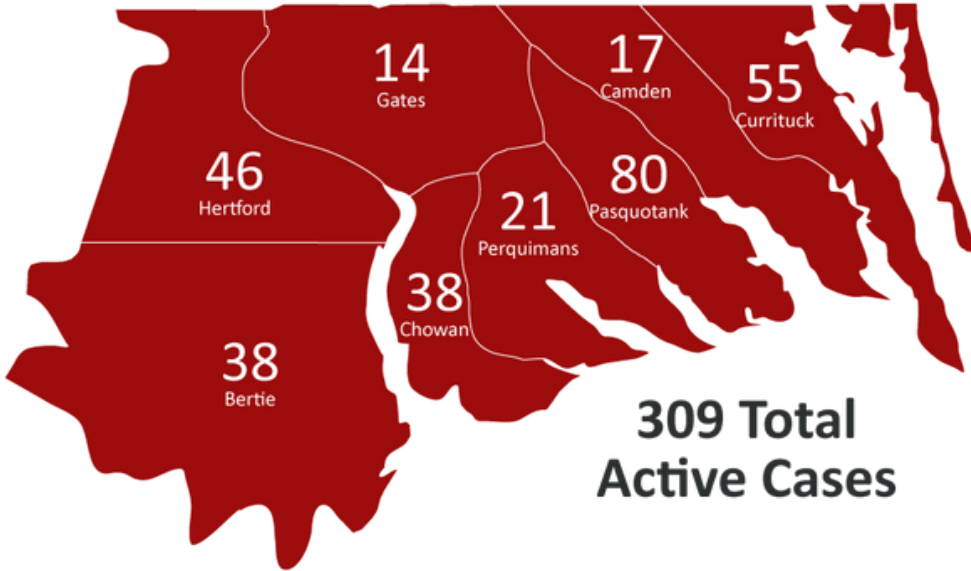 14
Gates
17
Camden
55
Currituck
46
Hertford
80
Pasquotank
21
Perquimans
38
Chowan
38
Bertie
309 Total
Active Cases